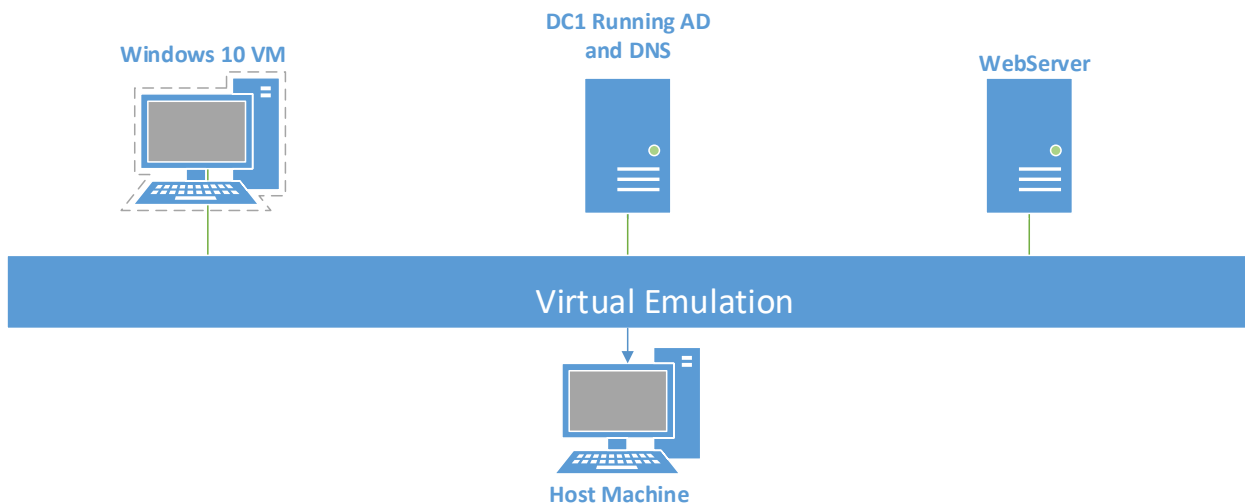 Windows 10 VM
DC1 Running AD
and DNS
WebServer
Virtual Emulation
Host Machine